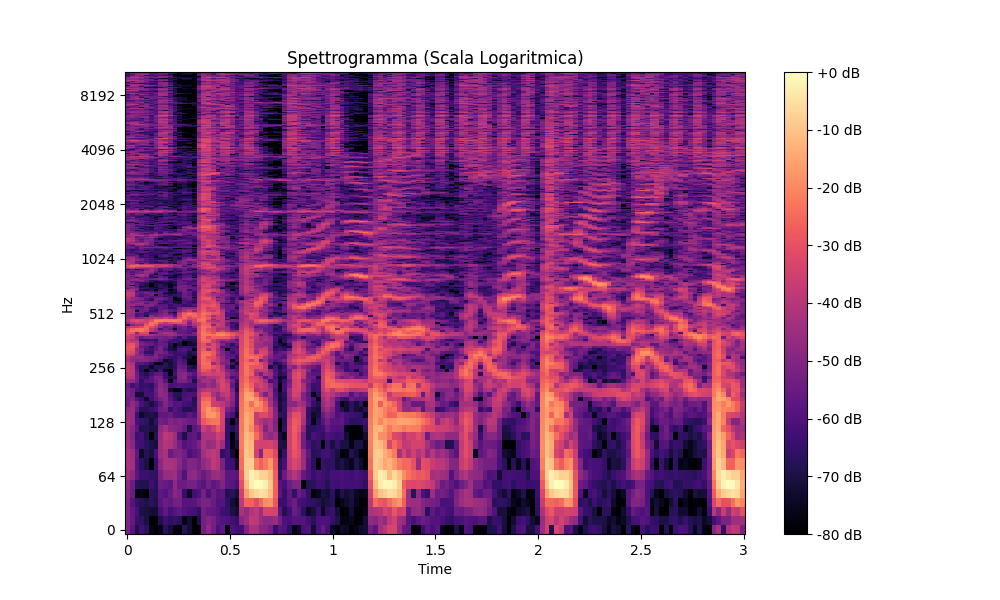 Spettrogramma (Scala Logaritmica)
Hz
8192
4096
2048
1024
512
256
128
64
0
0 0.5 1 1.5 2 2.5 3
Time
+0 dB
-10 dB
-20 dB
-30 dB
-40 dB
-50 dB
-60 dB
-70 dB
-80 dB